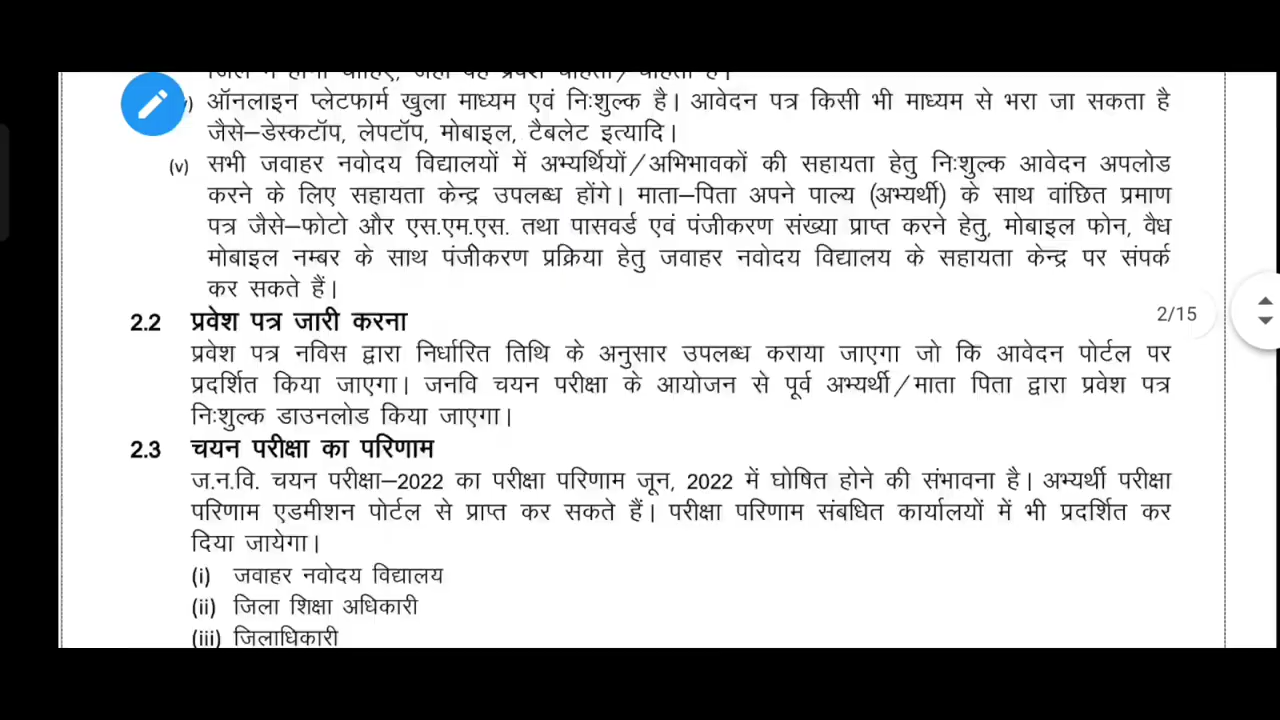 ऑनलाइन प्लेटफार्म खुला माध्यम एवं निःशुल्क है। आवेदन पत्र किसी भी माध्यम से भरा जा सकता है
जैसे–डेस्कटॉप, लेपटॉप, मोबाइल, टैबलेट इत्यादि।
(v) सभी जवाहर नवोदय विद्यालयों में अभ्यर्थियों/अभिभावकों की सहायता हेतु निःशुल्क आवेदन अपलोड
करने के लिए सहायता केन्द्र उपलब्ध होंगे। माता–पिता अपने पाल्य (अभ्यर्थी) के साथ वांछित प्रमाण
पत्र जैसे–फोटो और एस.एम.एस. तथा पासवर्ड एवं पंजीकरण संख्या प्राप्त करने हेतु, मोबाइल फोन, वैध
मोबाइल नम्बर के साथ पंजीकरण प्रक्रिया हेतु जवाहर नवोदय विद्यालय के सहायता केन्द्र पर संपर्क
कर सकते हैं।
2.2 प्रवेश पत्र जारी करना
2/15
प्रवेश पत्र नविस द्वारा निर्धारित तिथि के अनुसार उपलब्ध कराया जाएगा जो कि आवेदन पोर्टल पर
प्रदर्शित किया जाएगा। जनवि चयन परीक्षा के आयोजन से पूर्व अभ्यर्थी/माता पिता द्वारा प्रवेश पत्र
निःशुल्क डाउनलोड किया जाएगा।
2.3 चयन परीक्षा का परिणाम
ज.न.वि. चयन परीक्षा–2022 का परीक्षा परिणाम जून, 2022 में घोषित होने की संभावना है। अभ्यर्थी परीक्षा
परिणाम एडमीशन पोर्टल से प्राप्त कर सकते हैं। परीक्षा परिणाम संबधित कार्यालयों में भी प्रदर्शित कर
दिया जायेगा।
(i) जवाहर नवोदय विद्यालय
(ii) जिला शिक्षा अधिकारी
(iii) जिलाधिकारी